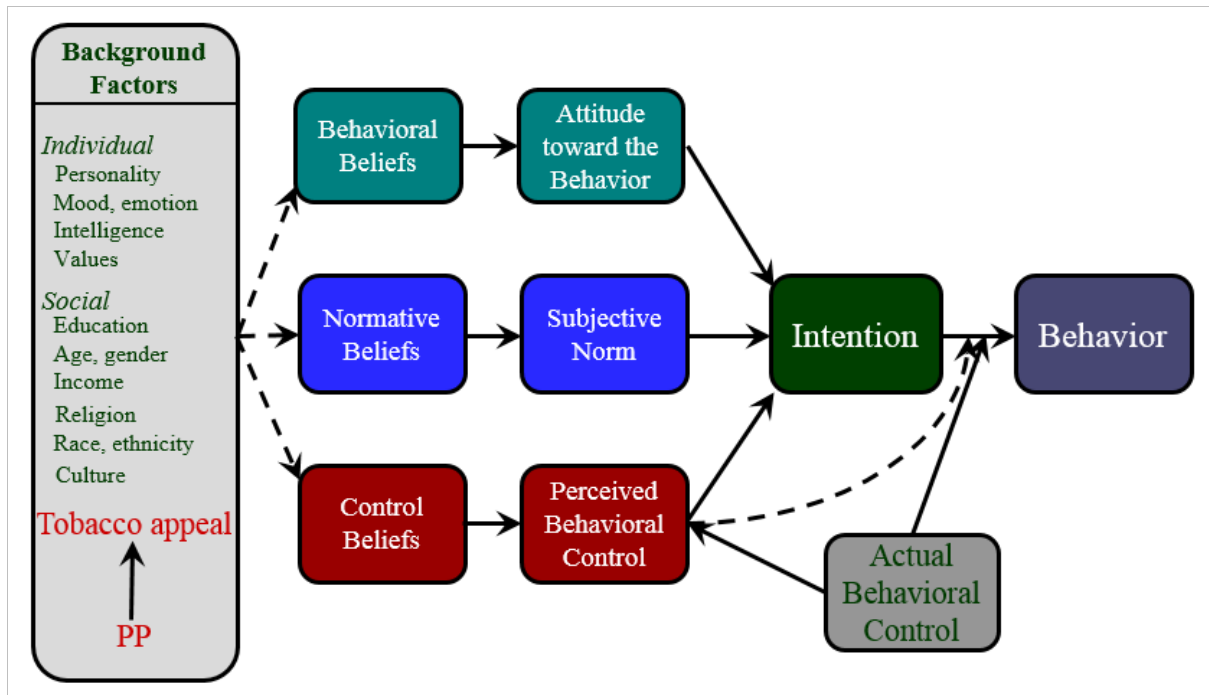 Background
Factors
Individual
Personality
Mood, emotion
Intelligence
Values
Social
Education
Age, gender
Income
Religion
Race, ethnicity
Culture
Tobacco appeal
PP
Behavioral
Beliefs
Attitude
toward the
Behavior
Normative
Beliefs
Subjective
Norm
Control
Beliefs
Perceived
Behavioral
Control
Intention
Behavior
Actual
Behavioral
Control